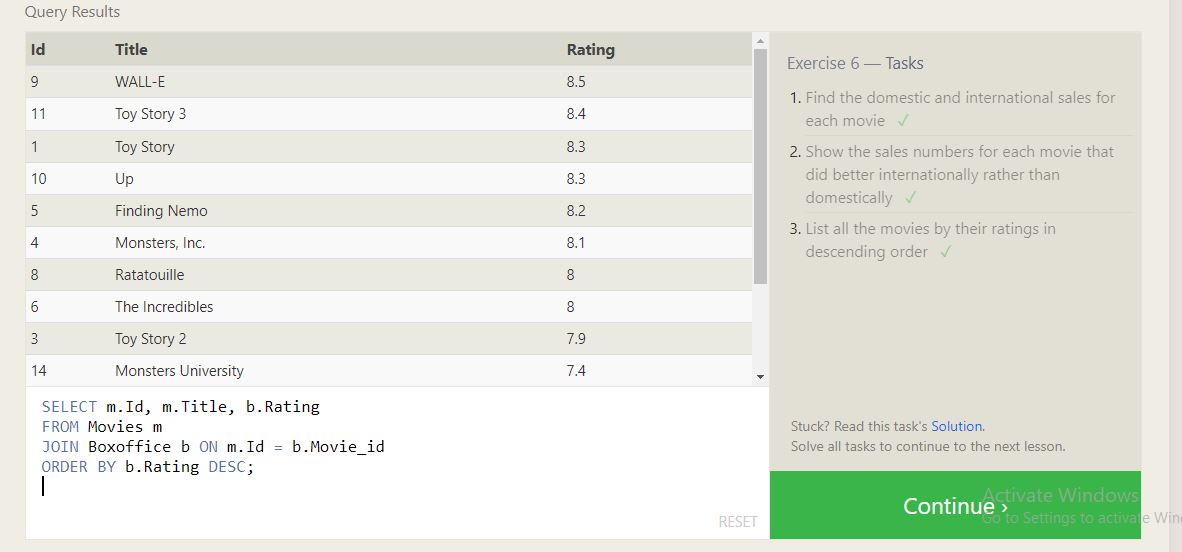 Query Results
Id Title Rating
9 WALL-E 8.5
11 Toy Story 3 8.4
1 Toy Story 8.3
10 Up 8.3
5 Finding Nemo 8.2
4 Monsters, Inc. 8.1
8 Ratatouille 8
6 The Incredibles 8
3 Toy Story 2 7.9
14 Monsters University 7.4
SELECT m.Id, m.Title, b.Rating
FROM Movies m
JOIN Boxoffice b ON m.Id = b.Movie_id
ORDER BY b.Rating DESC;
RESET
Exercise 6 — Tasks
1. Find the domestic and international sales for
each movie ✓
2. Show the sales numbers for each movie that
did better internationally rather than
domestically ✓
3. List all the movies by their ratings in
descending order ✓
Stuck? Read this task's Solution.
Solve all tasks to continue to the next lesson.
Continue ›
Activate Windows
Go to Settings to activate